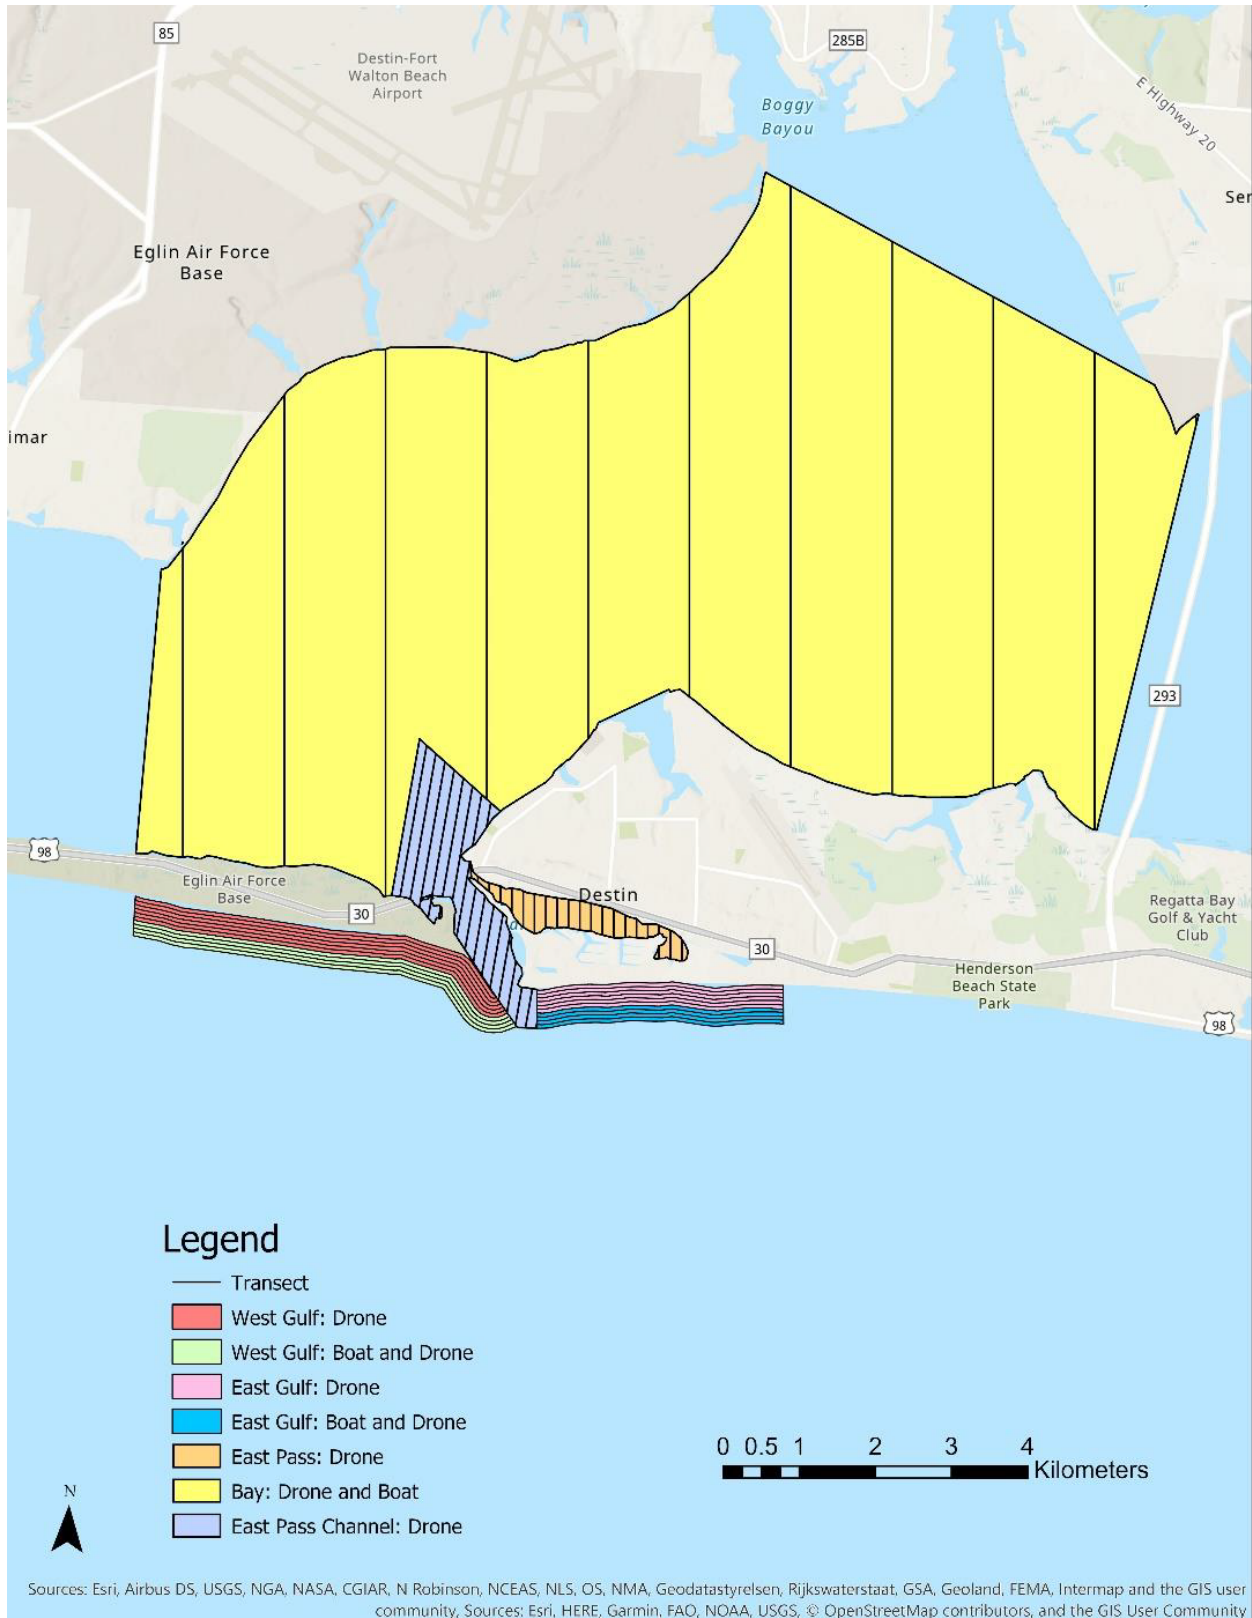 85
285B
Destin-Fort
Walton Beach
Airport
Boggy
Bayou
E Highway 20
Ser
Eglin Air Force
Base
imar
293
98
Eglin Air Force
Base
30
Destin
30
Regatta Bay
Golf & Yacht
Club
Henderson
Beach State
Park
98
Legend
Transect
West Gulf: Drone
West Gulf: Boat and Drone
East Gulf: Drone
East Gulf: Boat and Drone
East Pass: Drone
Bay: Drone and Boat
East Pass Channel: Drone
0 0.5 1 2 3 4
Kilometers
N
Sources: Esri, Airbus DS, USGS, NGA, NASA, CGIAR, N Robinson, NCEAS, NLS, OS, NMA, Geodatastyrelsen, Rijkswaterstaat, GSA, Geoland, FEMA, Intermap and the GIS user
community, Sources: Esri, HERE, Garmin, FAO, NOAA, USGS, © OpenStreetMap contributors, and the GIS User Community